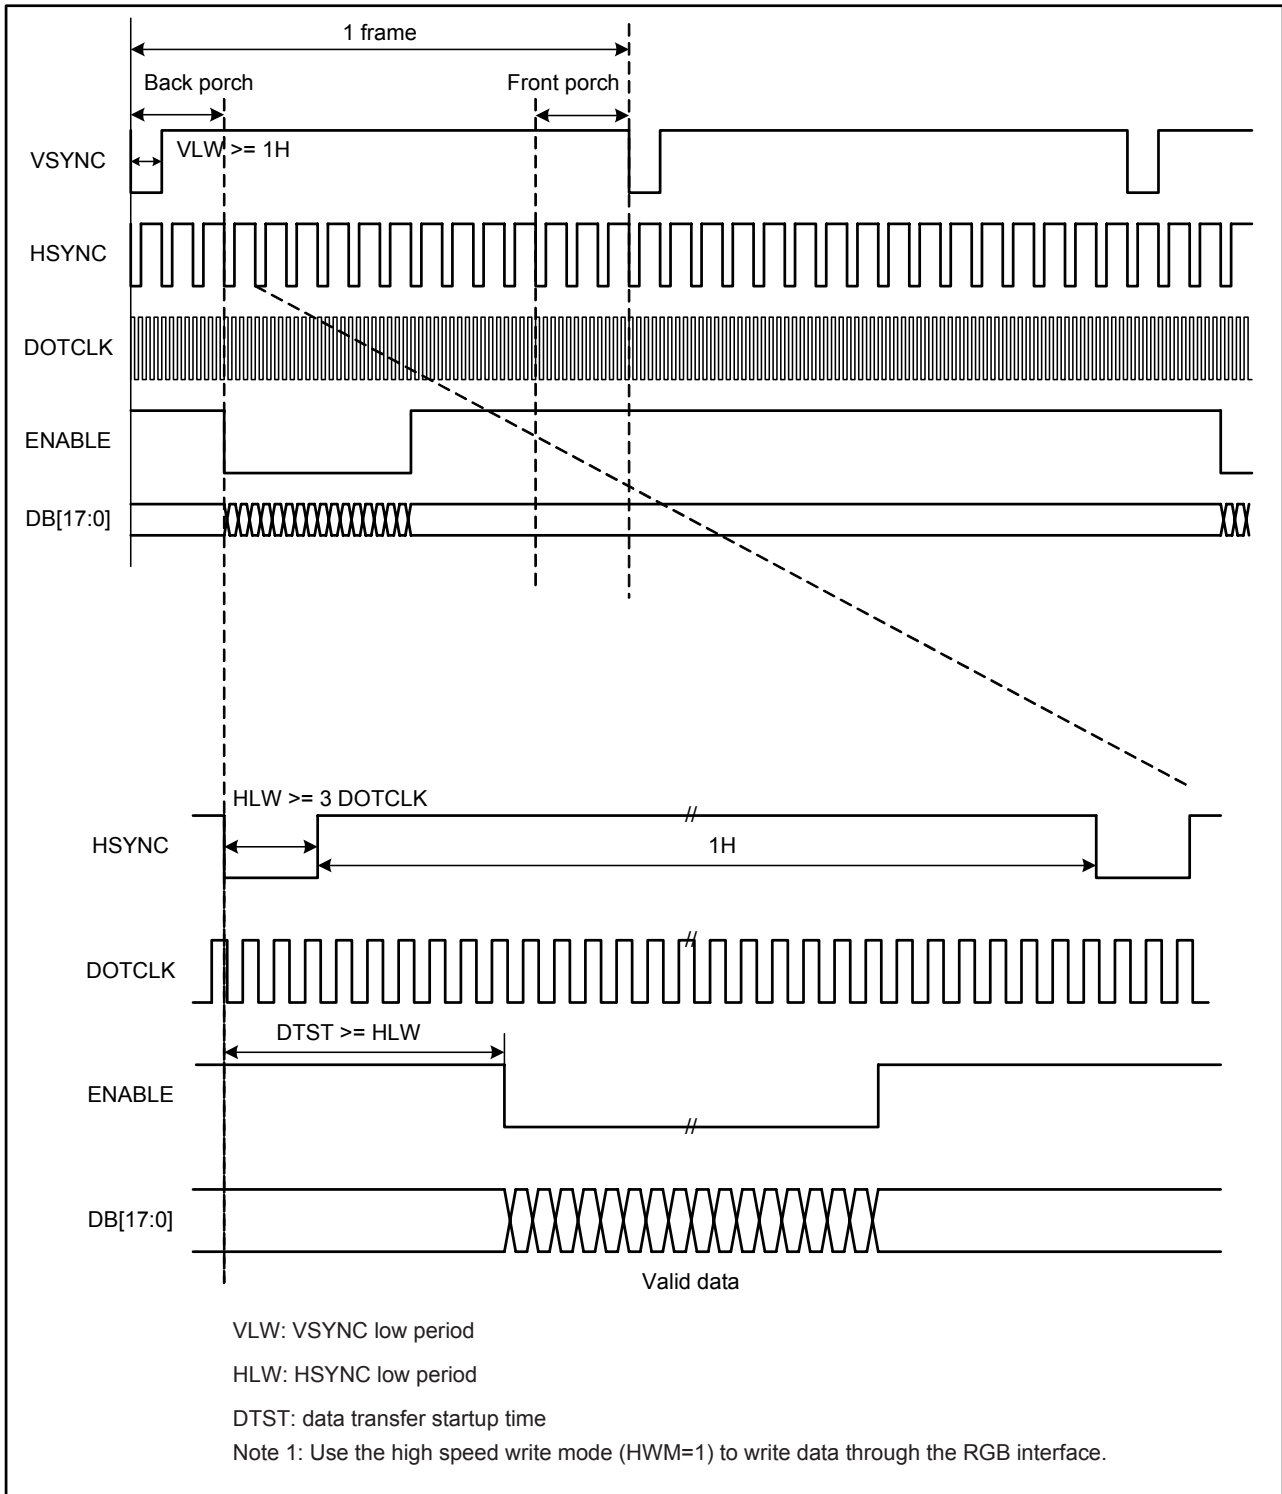 1 frame
Back porch
Front porch
VLW >= 1H
VSYNC
HSYNC
DOTCLK
ENABLE
DB[17:0]
HLW >= 3 DOTCLK
//
HSYNC
1H
//
DOTCLK
DTST >= HLW
ENABLE
//
DB[17:0]
Valid data
VLW: VSYNC low period
HLW: HSYNC low period
DTST: data transfer startup time
Note 1: Use the high speed write mode (HWM=1) to write data through the RGB interface.